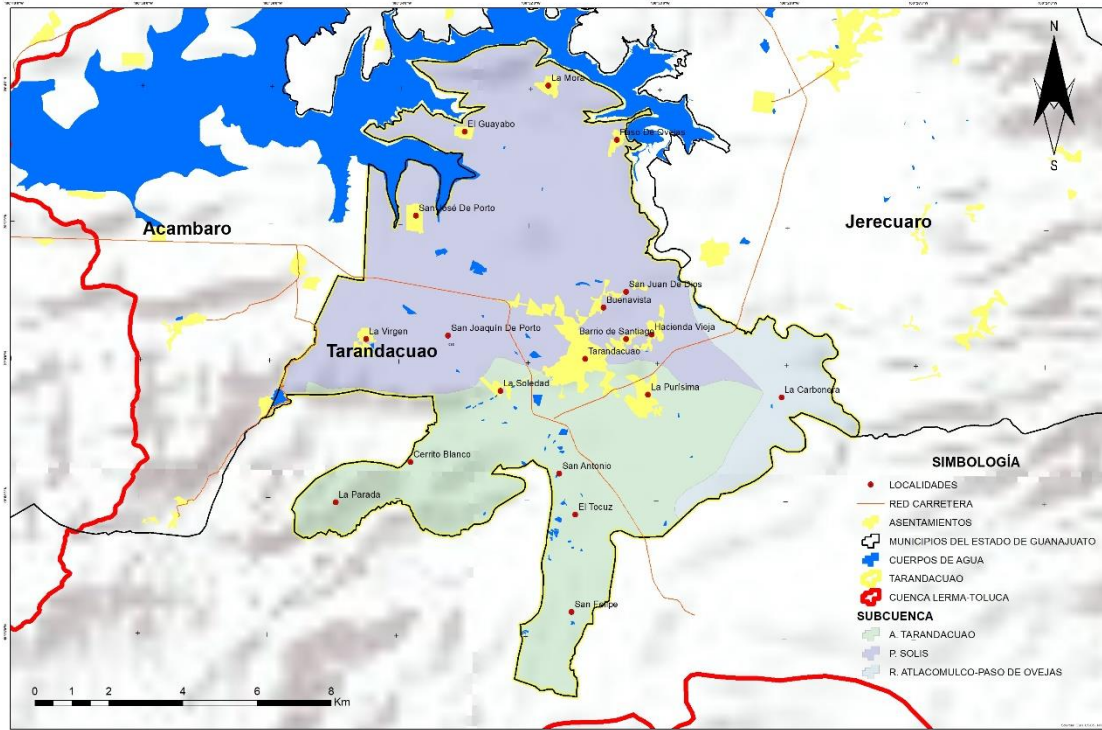 N
La Mora
El Guayabo
Paso De Ovejas
San José De Porto
Acambaro
Jerecuaro
San Juan De Dios
Buenavista
La Virgen
San Joaquín De Porto
Barrio de Santiago
Hacienda Vieja
Tarandacuao
Tarandacuao
La Soledad
La Purísima
La Carbonera
Cerrito Blanco
San Antonio
La Parada
El Tocuz
San Felipe
S
SIMBOLOGÍA
LOCALIDADES
RED CARRETERA
ASENTAMIENTOS
MUNICIPIOS DEL ESTADO DE GUANAJUATO
CUERPOS DE AGUA
TARANDACUAO
CUENCA LERMA-TOLUCA
SUBCUENCA
A. TARANDACUAO
P. SOLIS
R. ATLACOMULCO-PASO DE OVEJAS
0 1 2 4 6 8
Km